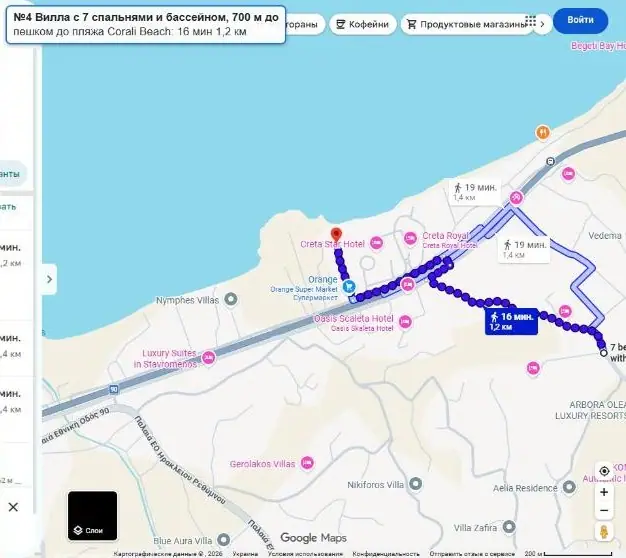 №4 Вилла с 7 спальнями и бассейном, 700 м до
пешком до пляжа Corali Beach: 16 мин 1,2 км
Кофейни
Продуктовые магазины
Войти
Begeti Bay
19 мин.
1,4 км
Creta Star Hotel
Creta Royal
Creta Royal Hotel
19 мин.
1,4 км
Vedema
Orange
Orange Super Market
Супермаркет
Nymphes Villas
Oasis Scaleta Hotel
Oasis Skaleta Hotel
16 мин.
1,2 км
Luxury Suites
in Stavromenos
90
ARBORA
LUXURY RESORTS
Gerolakos Villas
Nikiforos Villas
Aelia Residence
Villa Zafira
Blue Aura Villa
Слои
Google Maps
Картографические данные © , 2026 Украина Условия использования Конфиденциальность Отправить отзыв о сервисе 200 м